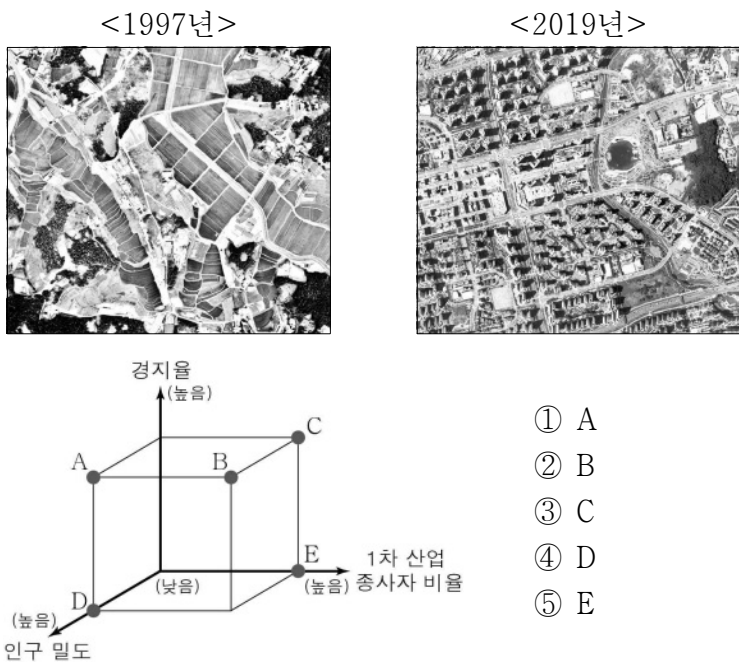 <1997년>
<2019년>
경지율
(높음)
A
B
C
D
E
(낮음)
(높음)
1차 산업
종사자 비율
(높음)
인구 밀도
① A
② B
③ C
④ D
⑤ E